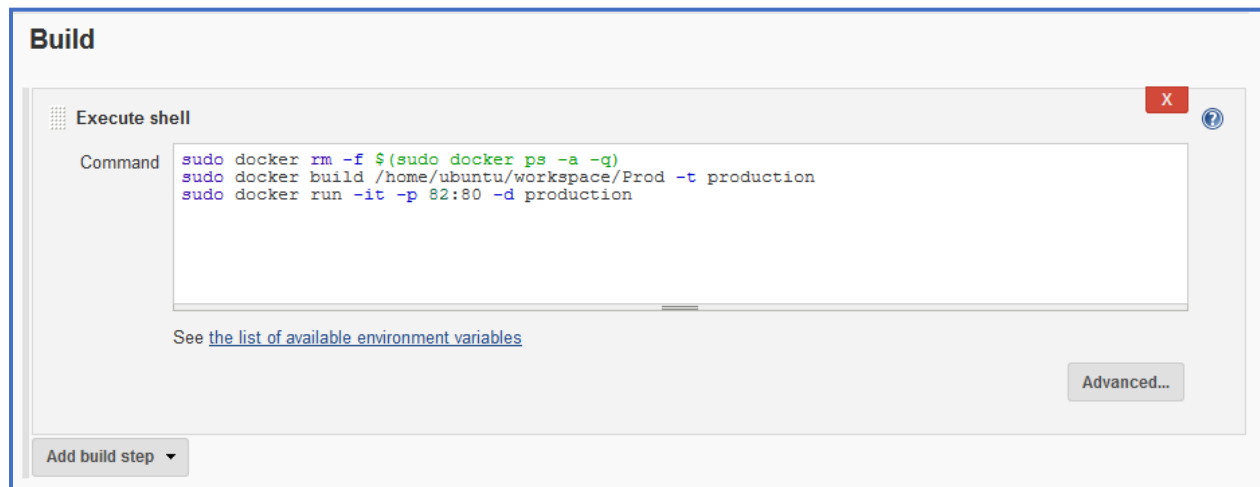 Build
X
Execute shell
?
Command
sudo docker rm -f $(sudo docker ps -a -q)
sudo docker build /home/ubuntu/workspace/Prod -t production
sudo docker run -it -p 82:80 -d production
See the list of available environment variables
Advanced...
Add build step